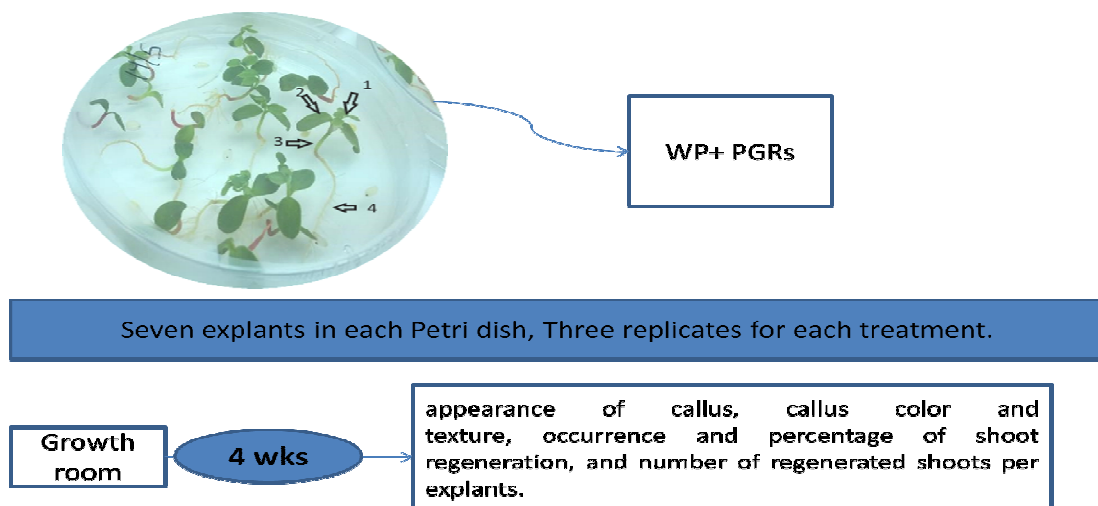 1
2
3
4
WP+ PGRs
Seven explants in each Petri dish, Three replicates for each treatment.
Growth
room
4 wks
appearance of callus, callus color and
texture, occurrence and percentage of shoot
regeneration, and number of regenerated shoots per
explants.